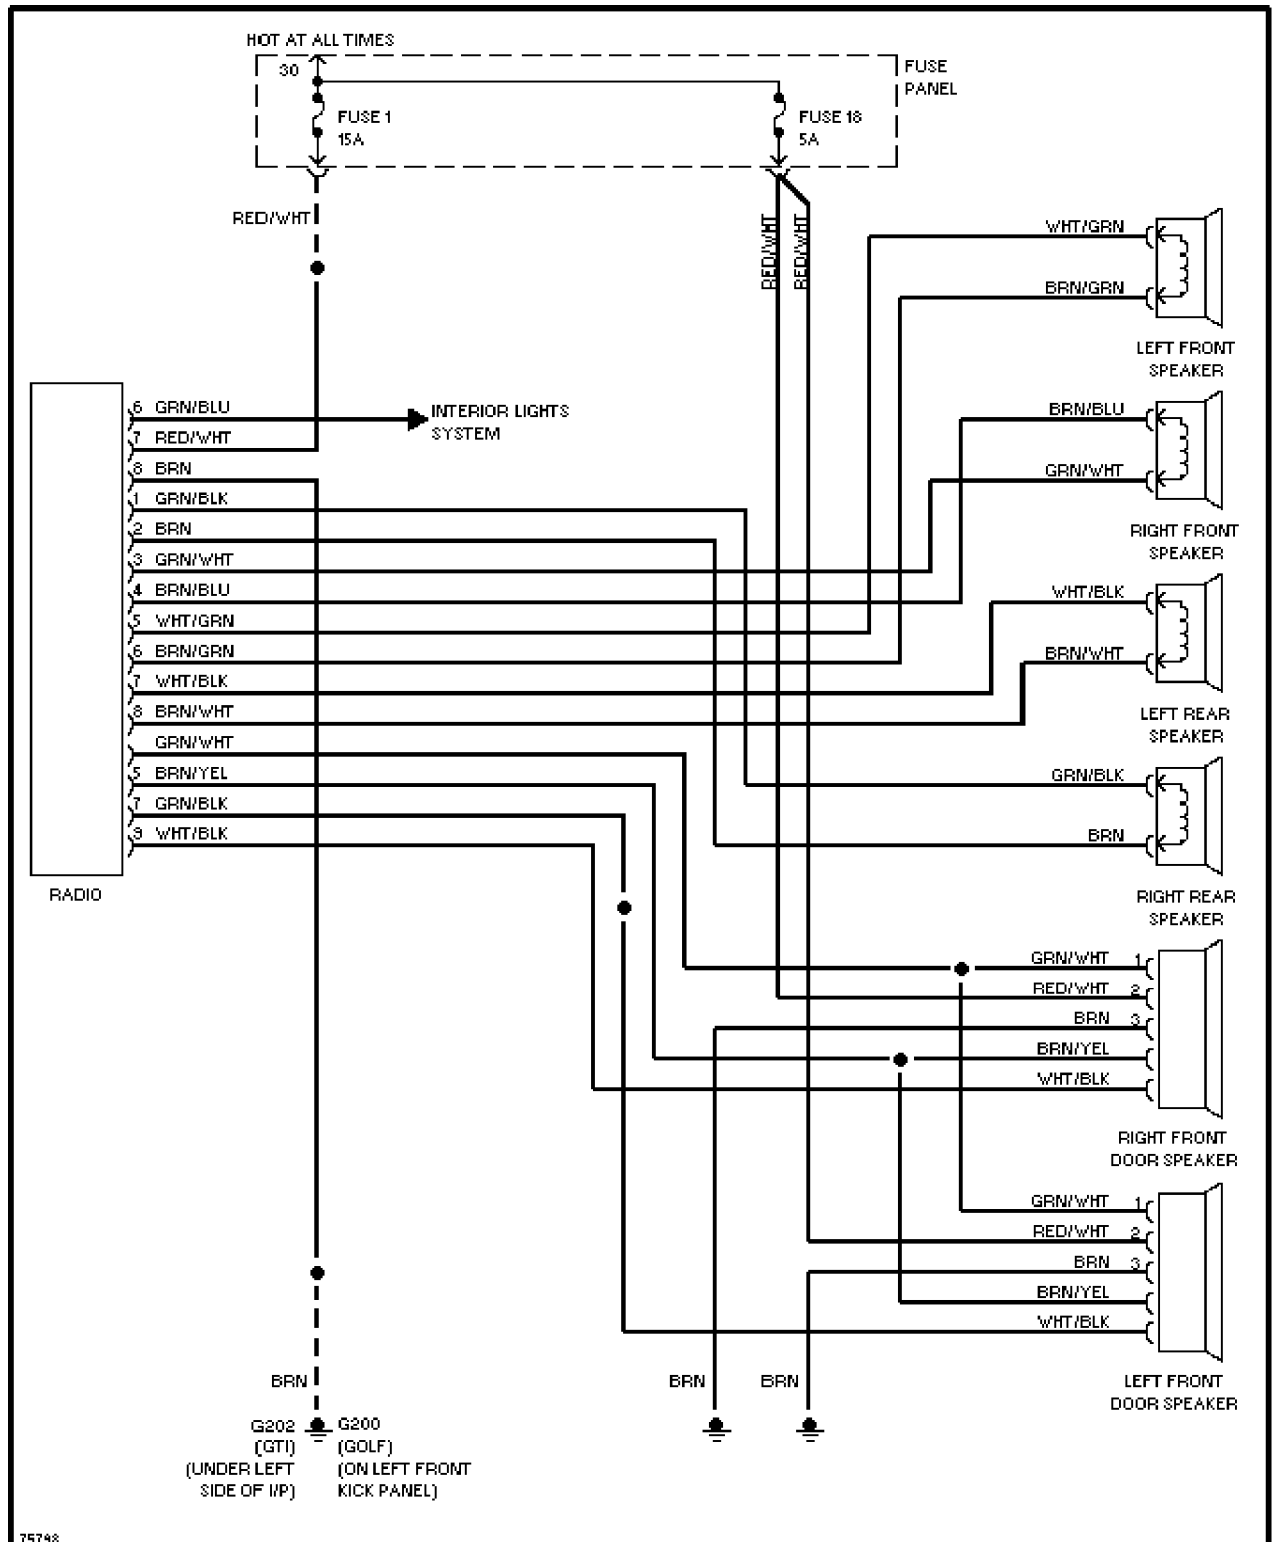 HOT AT ALL TIMES
30
FUSE
PANEL
FUSE 1
15A
FUSE 18
5A
RED/WHT
RED/WHT
RED/WHT
WHT/GRN
BRN/GRN
LEFT FRONT
SPEAKER
BRN/BLU
GRN/WHT
RIGHT FRONT
SPEAKER
WHT/BLK
BRN/WHT
LEFT REAR
SPEAKER
GRN/BLK
BRN
RIGHT REAR
SPEAKER
6 GRN/BLU
INTERIOR LIGHTS
SYSTEM
7 RED/WHT
8 BRN
1 GRN/BLK
2 BRN
3 GRN/WHT
4 BRN/BLU
5 WHT/GRN
6 BRN/GRN
7 WHT/BLK
8 BRN/WHT
GRN/WHT
5 BRN/YEL
7 GRN/BLK
9 WHT/BLK
RADIO
GRN/WHT 1
RED/WHT 2
BRN 3
BRN/YEL
WHT/BLK
RIGHT FRONT
DOOR SPEAKER
GRN/WHT 1
RED/WHT 2
BRN 3
BRN/YEL
WHT/BLK
LEFT FRONT
DOOR SPEAKER
BRN
BRN
BRN
G202
(GTI)
(UNDER LEFT
SIDE OF I/P)
G200
(GOLF)
(ON LEFT FRONT
KICK PANEL)
75798